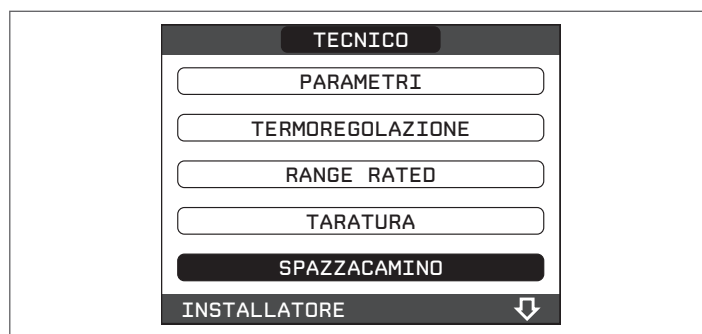 TECNICO
PARAMETRI
TERMOREGOLAZIONE
RANGE RATED
TARATURA
SPAZZACAMINO
INSTALLATORE